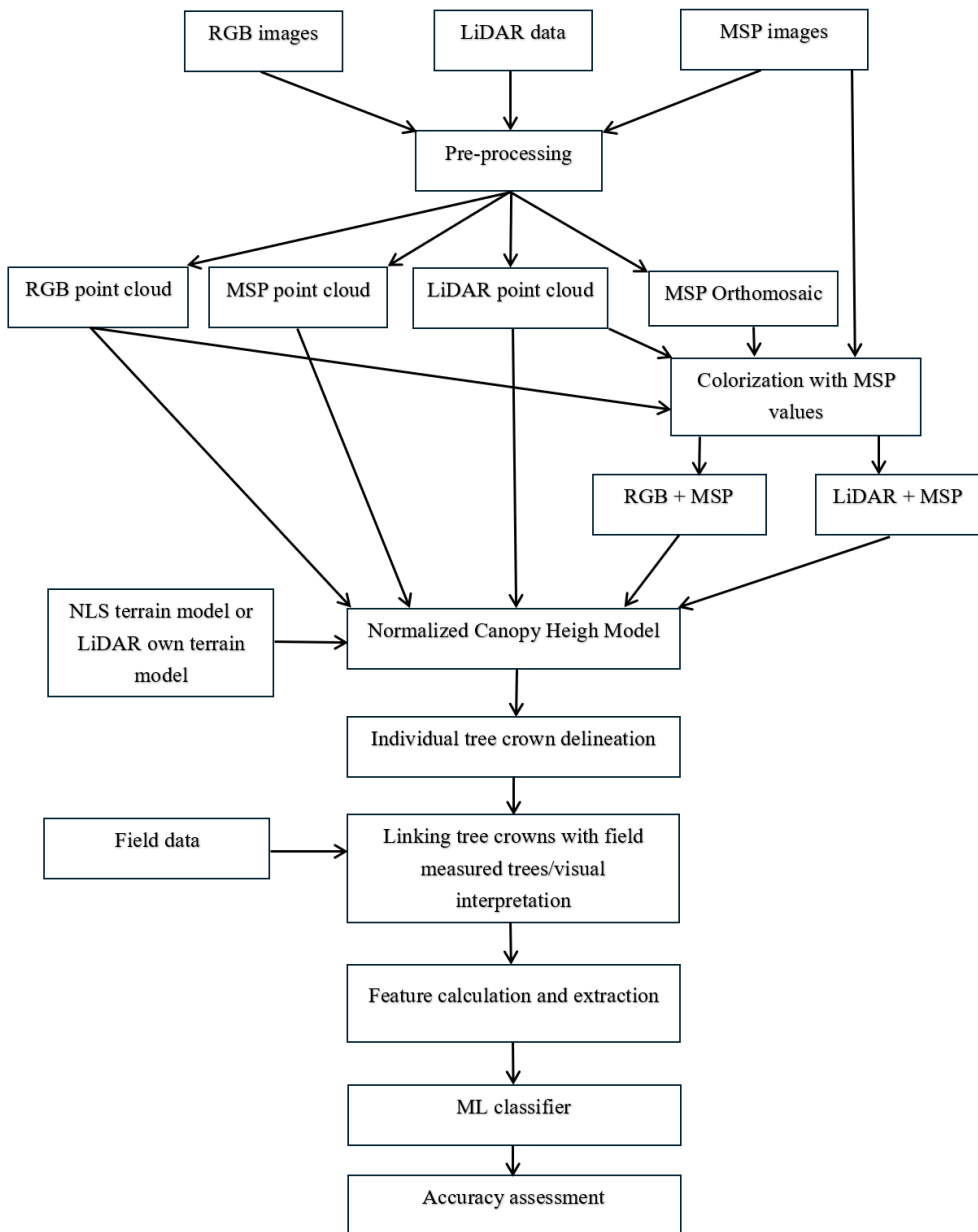 RGB images
LiDAR data
MSP images
Pre-processing
RGB point cloud
MSP point cloud
LiDAR point cloud
MSP Orthomosaic
Colorization with MSP
values
RGB + MSP
LiDAR + MSP
NLS terrain model or
LiDAR own terrain
model
Normalized Canopy Heigh Model
Individual tree crown delineation
Field data
Linking tree crowns with field
measured trees/visual
interpretation
Feature calculation and extraction
ML classifier
Accuracy assessment